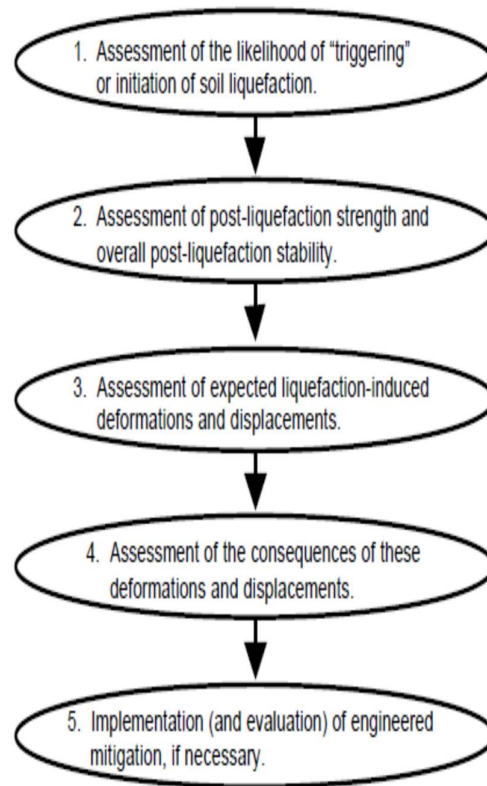 1. Assessment of the likelihood of “triggering”
or initiation of soil liquefaction.
2. Assessment of post-liquefaction strength and
overall post-liquefaction stability.
3. Assessment of expected liquefaction-induced
deformations and displacements.
4. Assessment of the consequences of these
deformations and displacements.
5. Implementation (and evaluation) of engineered
mitigation, if necessary.